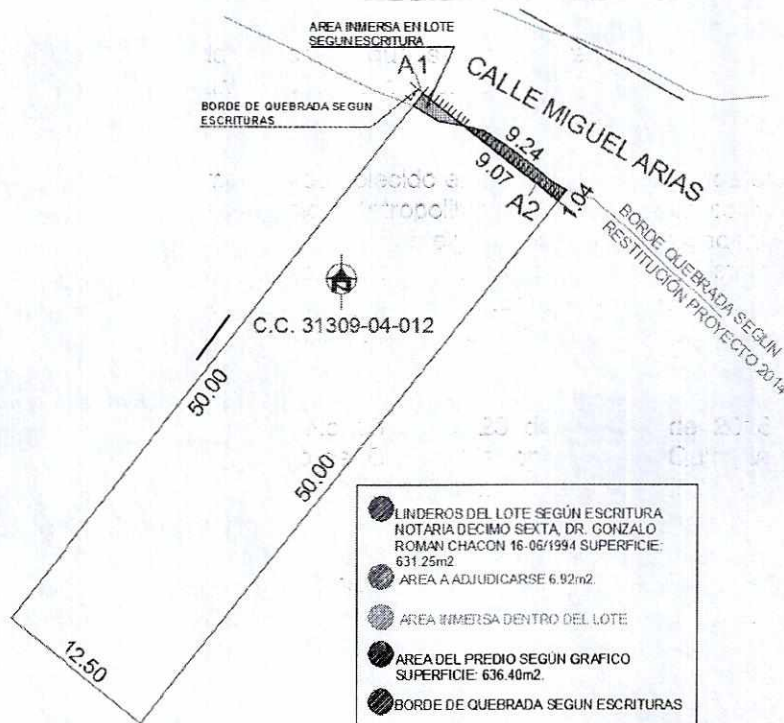 AREA INMERSA EN LOTE
SEGUN ESCRITURA
A1
CALLE MIGUEL ARIAS
BORDE DE QUEBRADA SEGUN
ESCRITURAS
9.24
9.07
A2
1.04
BORDE QUEBRADA SEGUN
RESTITUCIÓN PROYECTO 2014
N
C.C. 31309-04-012
50.00
50.00
12.50
LINDEROS DEL LOTE SEGÚN ESCRITURA
NOTARIA DECIMO SEXTA, DR. GONZALO
ROMAN CHACON 16-06/1994 SUPERFICIE:
631.25m2
AREA A ADJUDICARSE 6.92m2.
AREA INMERSA DENTRO DEL LOTE
AREA DEL PREDIO SEGÚN GRAFICO
SUPERFICIE: 636.40m2.
BORDE DE QUEBRADA SEGUN ESCRITURAS